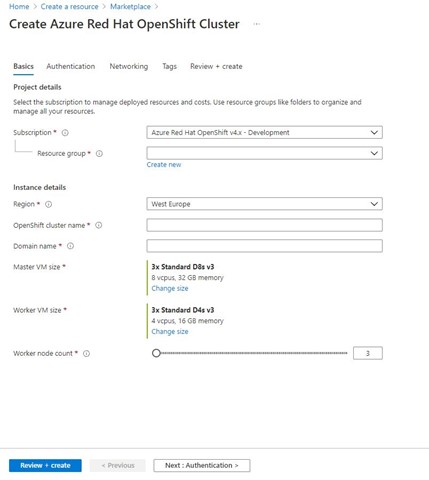 Home > Create a resource > Marketplace >
Create Azure Red Hat OpenShift Cluster ...
Basics Authentication Networking Tags Review + create
Project details
Select the subscription to manage deployed resources and costs. Use resource groups like folders to organize and
manage all your resources.
Subscription * Azure Red Hat OpenShift v4.x - Development
Resource group *
Create new
Instance details
Region * West Europe
OpenShift cluster name *
Domain name *
Master VM size * 3x Standard D8s v3
8 vcpus, 32 GB memory
Change size
Worker VM size * 3x Standard D4s v3
4 vcpus, 16 GB memory
Change size
Worker node count * 3
Review + create < Previous Next : Authentication >